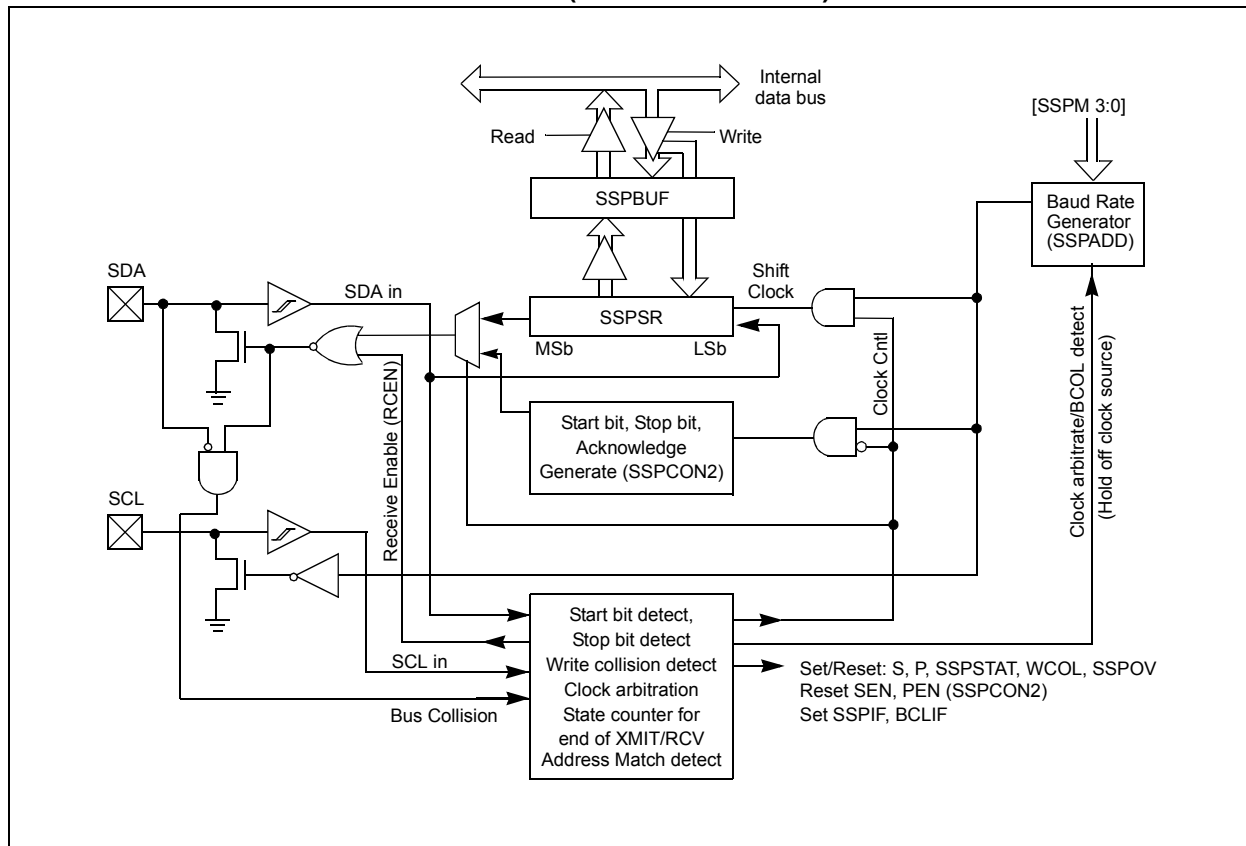 Internal
data bus
[SSPM 3:0]
Read
Write
SSPBUF
Baud Rate
Generator
(SSPADD)
SDA
SDA in
Shift
Clock
SSPSR
MSb
LSb
Start bit, Stop bit,
Acknowledge
Generate (SSPCON2)
Clock Cntl
Receive Enable (RCEN)
Clock arbitrate/BCOL detect
(Hold off clock source)
SCL
SCL in
Bus Collision
Start bit detect,
Stop bit detect
Write collision detect
Clock arbitration
State counter for
end of XMIT/RCV
Address Match detect
Set/Reset: S, P, SSPSTAT, WCOL, SSPOV
Reset SEN, PEN (SSPCON2)
Set SSPIF, BCLIF